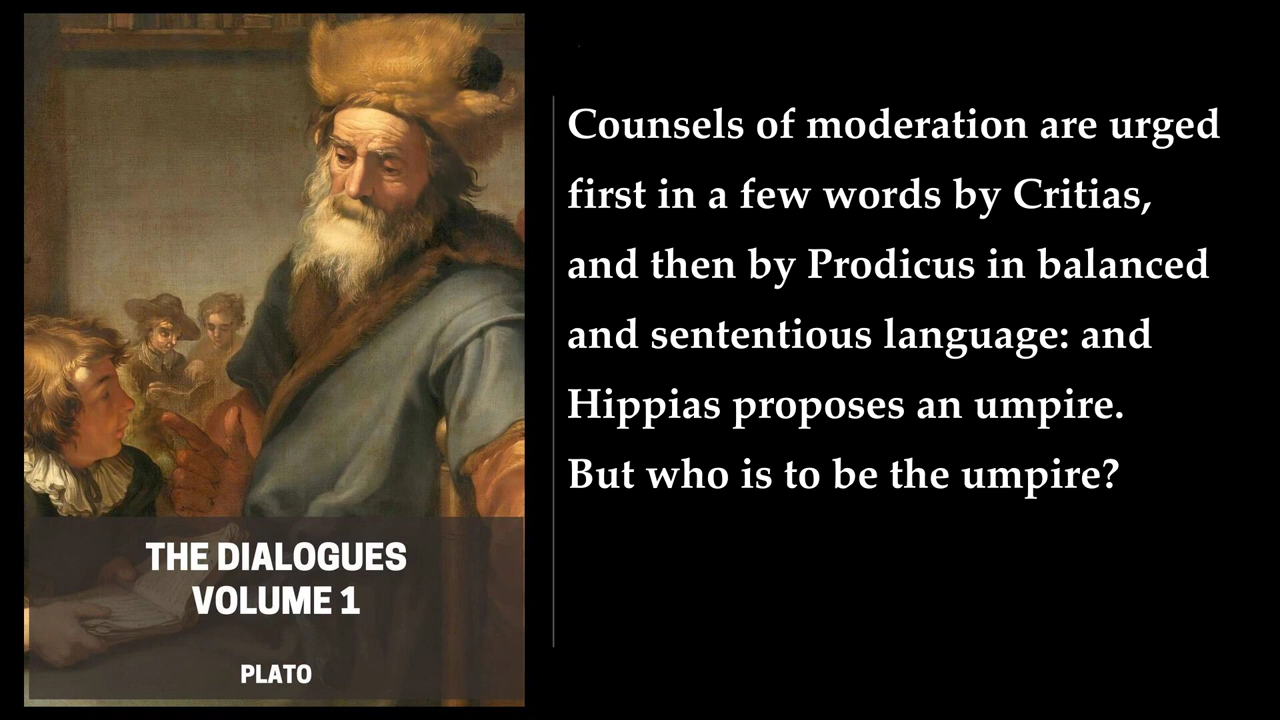 THE DIALOGUES
VOLUME 1
PLATO
Counsels of moderation are urged
first in a few words by Critias,
and then by Prodicus in balanced
and sententious language: and
Hippias proposes an umpire.
But who is to be the umpire?